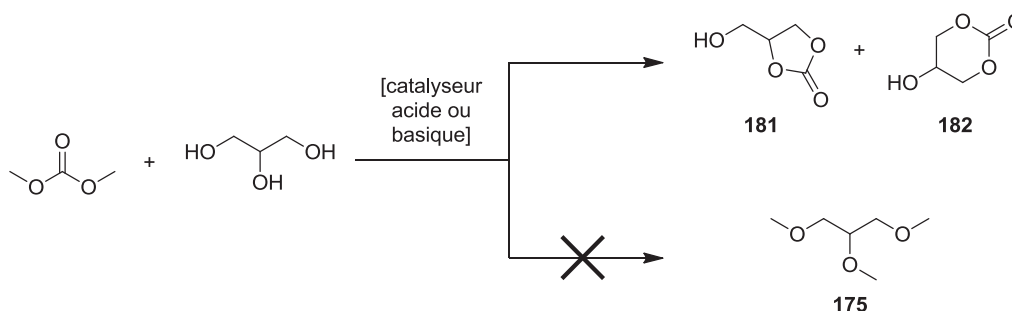 O
O
O
+
HO
OH
OH
[catalyseur
acide ou
basique]
HO
O
O
O
181
+
HO
O
O
O
182
O
O
O
175